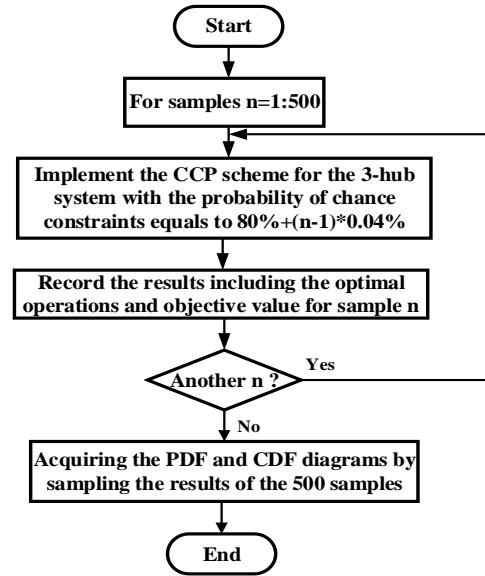 Start
For samples n=1:500
Implement the CCP scheme for the 3-hub
system with the probability of chance
constraints equals to 80%+(n-1)*0.04%
Record the results including the optimal
operations and objective value for sample n
Another n ?
Yes
No
Acquiring the PDF and CDF diagrams by
sampling the results of the 500 samples
End